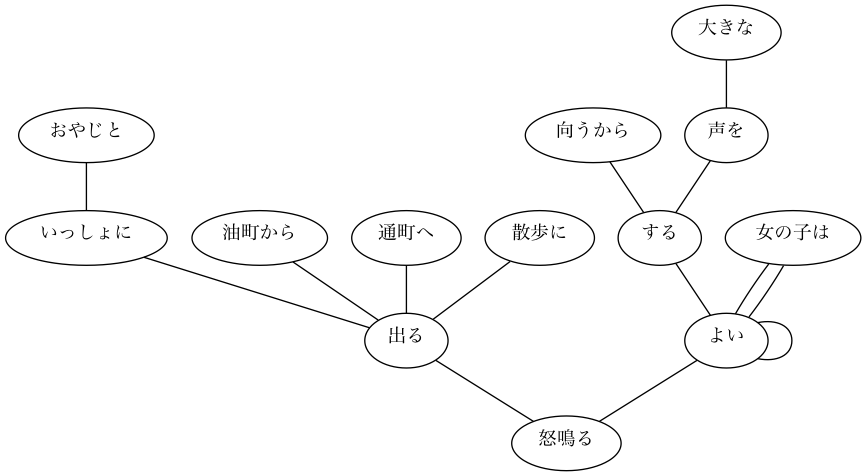 大きな
おやじと
向うから
声を
いっしょに
油町から
通町へ
散歩に
する
女の子は
出る
よい
怒鳴る